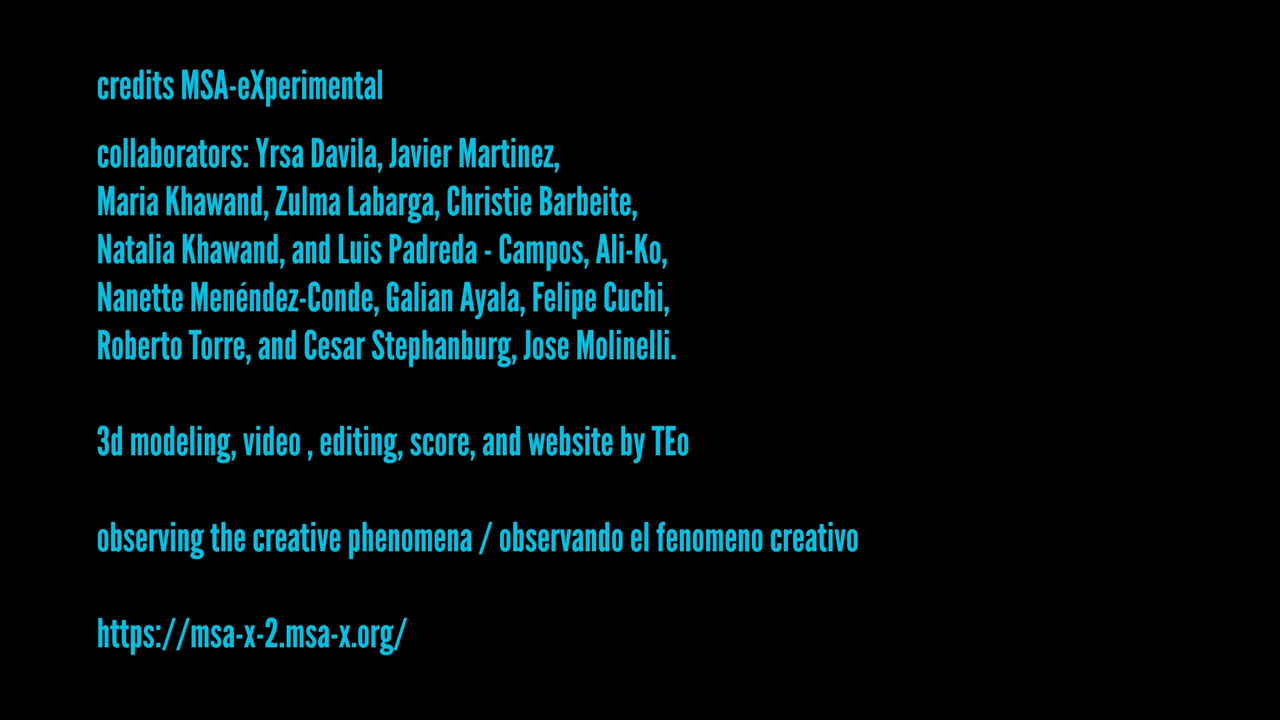 credits MSA-eXperimental
collaborators: Yrsa Davila, Javier Martinez,
Maria Khawand, Zulma Labarga, Christie Barbeite,
Natalia Khawand, and Luis Padreda - Campos, Ali-Ko,
Nanette Menéndez-Conde, Galian Ayala, Felipe Cuchi,
Roberto Torre, and Cesar Stephanburg, Jose Molinelli.
3d modeling, video , editing, score, and website by TEo
observing the creative phenomena / observando el fenomeno creativo
https://msa-x-2.msa-x.org/